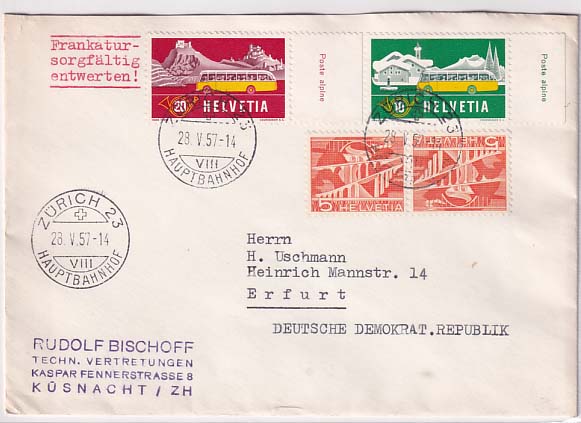 Frankatur-
sorgfältig
entwerten!
20 HELVETIA
Poste alpine
10 HELVETIA
Poste alpine
28.V.57-14
VIII
HAUPTBAHNHOF
5 HELVETIA
5 HELVETIA
ZÜRICH 23
28.V.57-14
VIII
HAUPTBAHNHOF
Herrn
H. Uschmann
Heinrich Mannstr. 14
Erfurt
DEUTSCHE DEMOKRAT.REPUBLIK
RUDOLF BISCHOFF
TECHN. VERTRETUNGEN
KASPAR FENNERSTRASSE 8
KÜSNACHT / ZH